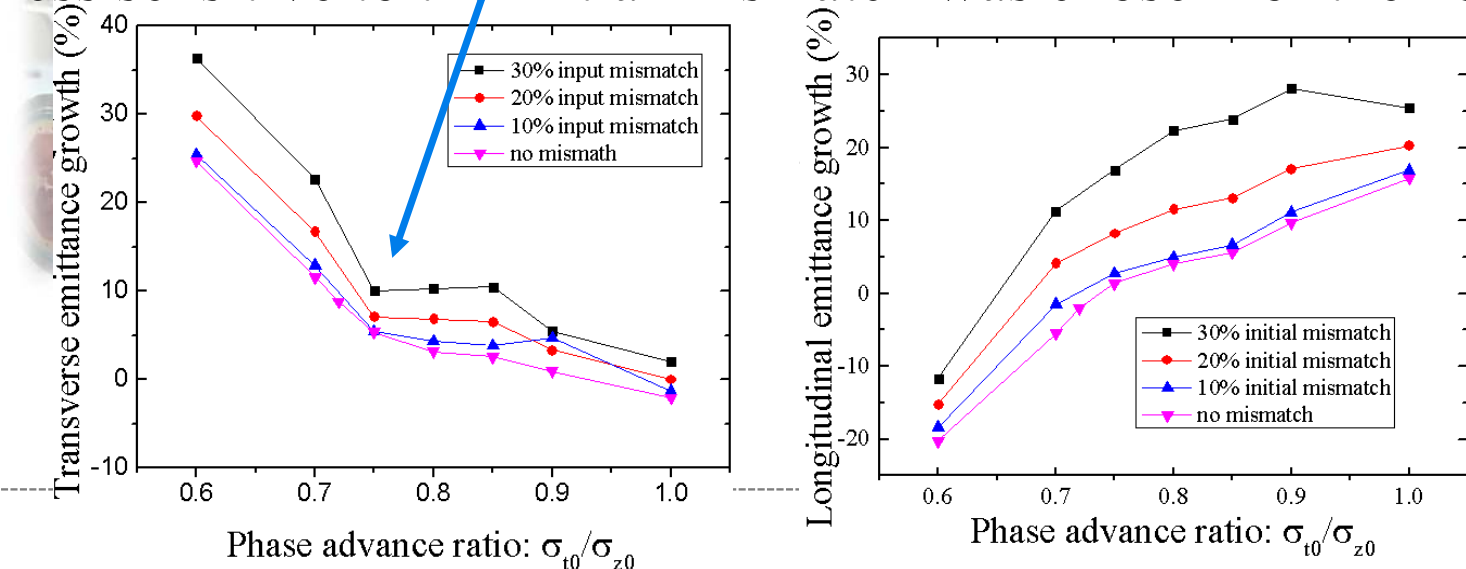 40
30
20
10
0
-10
Transverse emittance growth (%)
30% input mismatch
20% input mismatch
10% input mismatch
no mismath
0.6 0.7 0.8 0.9 1.0
Phase advance ratio: σt0/σz0
30
20
10
0
-10
-20
Longitudinal emittance growth (%)
30% initial mismatch
20% initial mismatch
10% initial mismatch
no mismatch
0.6 0.7 0.8 0.9 1.0
Phase advance ratio: σt0/σz0